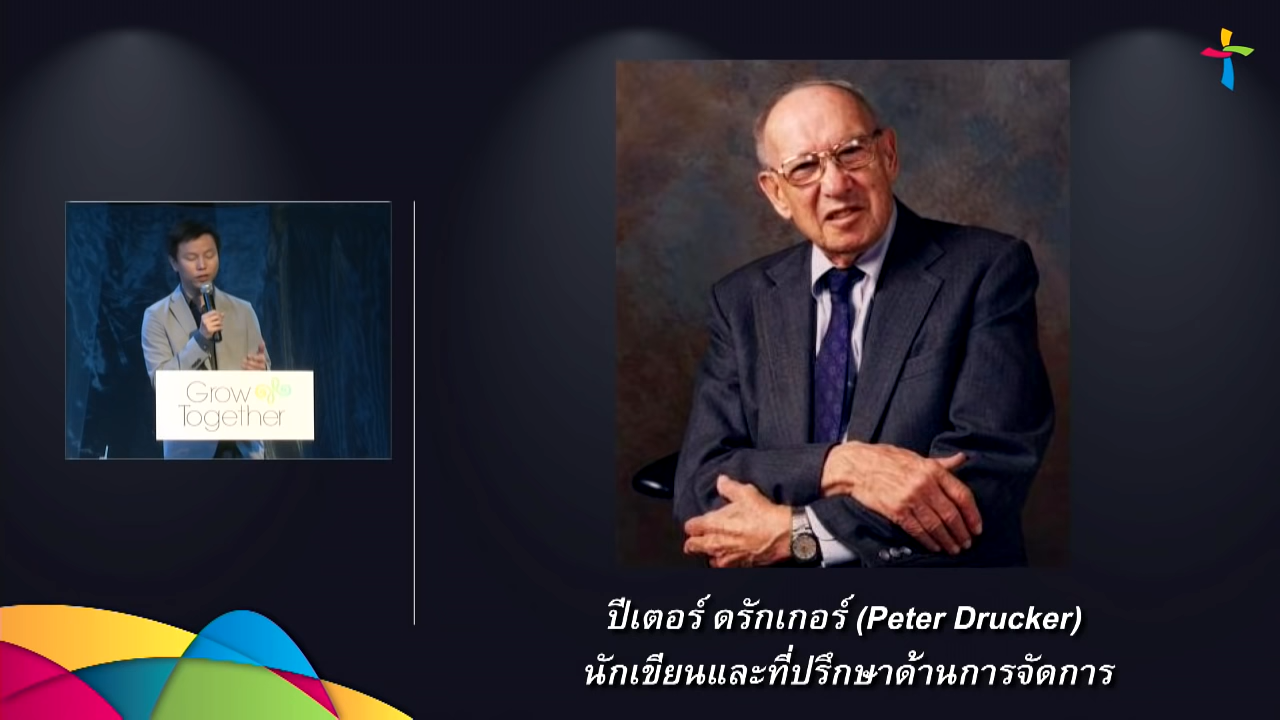 Grow
Together
ปีเตอร์ ดรักเกอร์ (Peter Drucker)
นักเขียนและที่ปรึกษาด้านการจัดการ